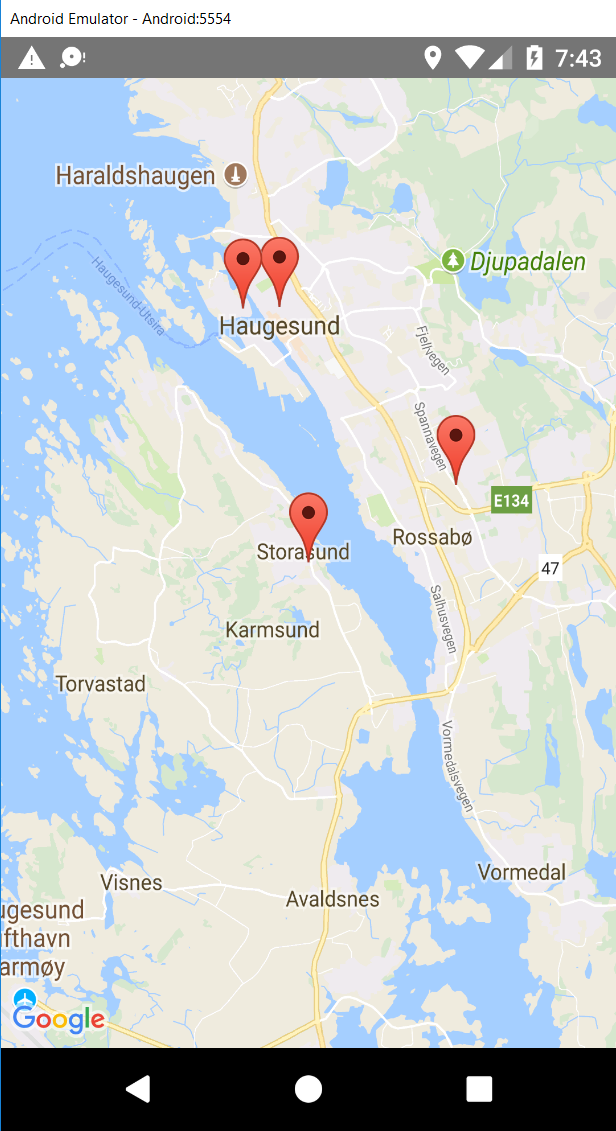 Android Emulator - Android:5554
7:43
Haraldshaugen
Djupadalen
Haugesund-Utsira
Haugesund
Fjellvegen
Spannavegen
E134
Rossabø
Storasund
47
Salhusvegen
Karmsund
Torvastad
Vormedalsvegen
Vormedal
Visnes
Avaldsnes
ugesund
fthavn
armøy
Google